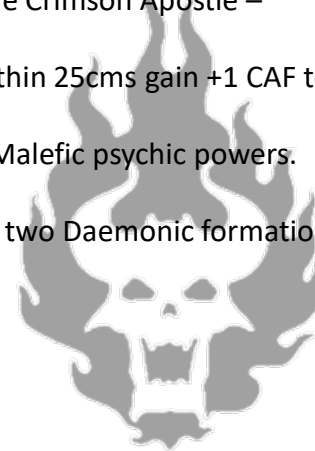 e Crimson Apostle –
thin 25cms gain +1 CAF t
Malefic psychic powers.
two Daemonic formatio